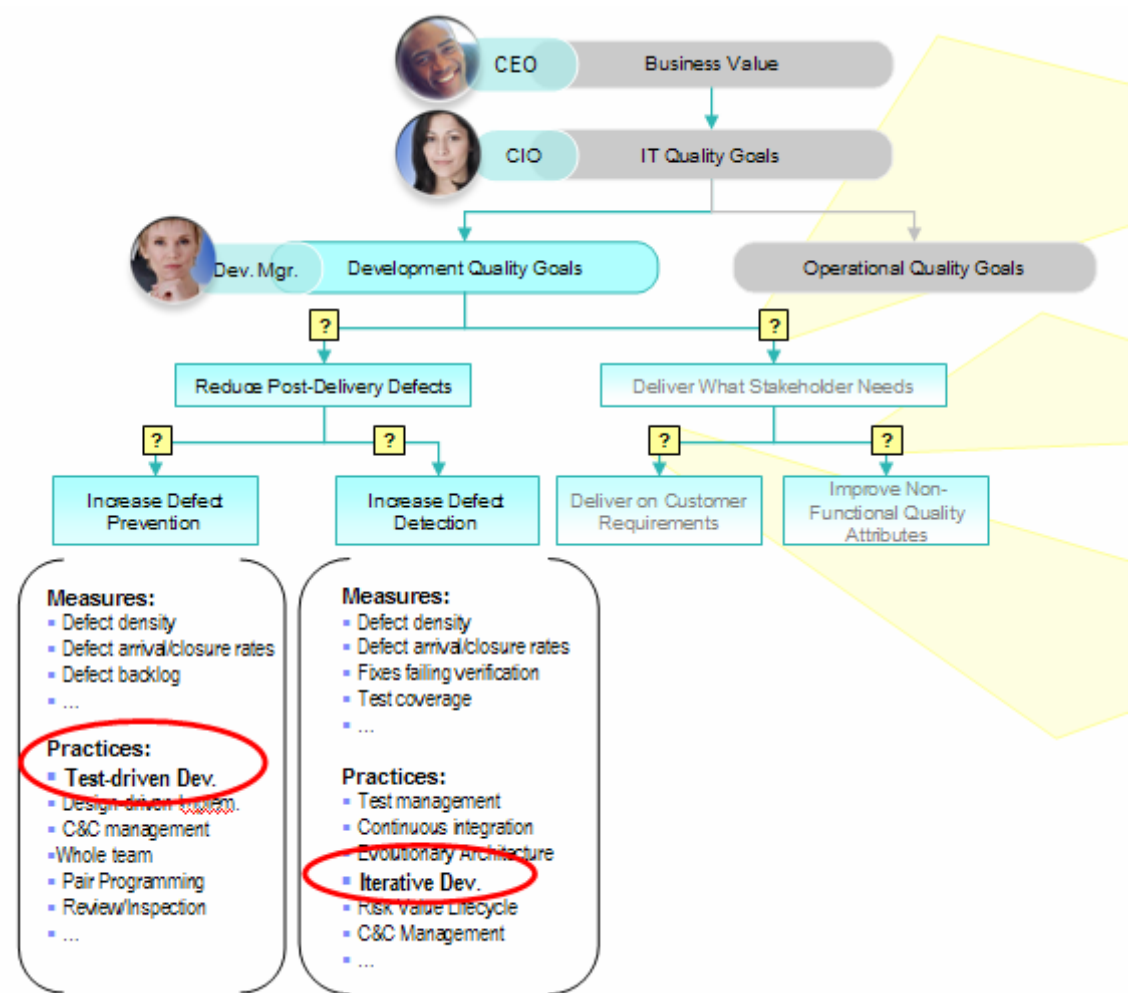 CEO
Business Value
CIO
IT Quality Goals
Dev. Mgr.
Development Quality Goals
Operational Quality Goals
?
?
Reduce Post-Delivery Defects
Deliver What Stakeholder Needs
?
?
?
?
Increase Defect
Prevention
Increase Defect
Detection
Deliver on Customer
Requirements
Improve Non-
Functional Quality
Attributes
Measures:
▪ Defect density
▪ Defect arrival/closure rates
▪ Defect backlog
▪ ...
Practices:
▪ Test-driven Dev.
▪ Design-driven Implem.
▪ C&C management
▪Whole team
▪ Pair Programming
▪ Review/Inspection
▪ ...
Measures:
▪ Defect density
▪ Defect arrival/closure rates
▪ Fixes failing verification
▪ Test coverage
▪ ...
Practices:
▪ Test management
▪ Continuous integration
▪ Evolutionary Architecture
▪ Iterative Dev.
▪ Risk Value Lifecycle
▪ C&C Management
▪ ...